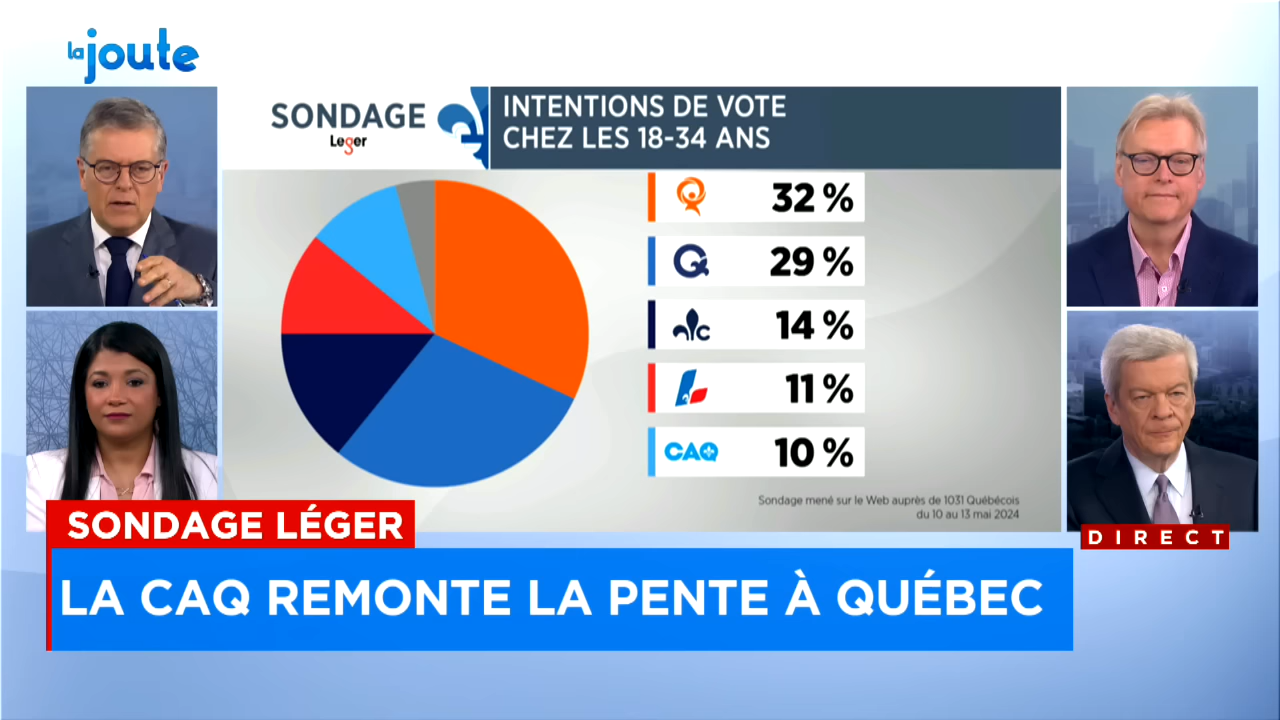 la joute
SONDAGE
Leger
INTENTIONS DE VOTE
CHEZ LES 18-34 ANS
32 %
29 %
14 %
C
11 %
CAQ
10 %
Sondage mené sur le Web auprès de 1031 Québécois
du 10 au 13 mai 2024
SONDAGE LÉGER
DIRECT
LA CAQ REMONTE LA PENTE À QUÉBEC